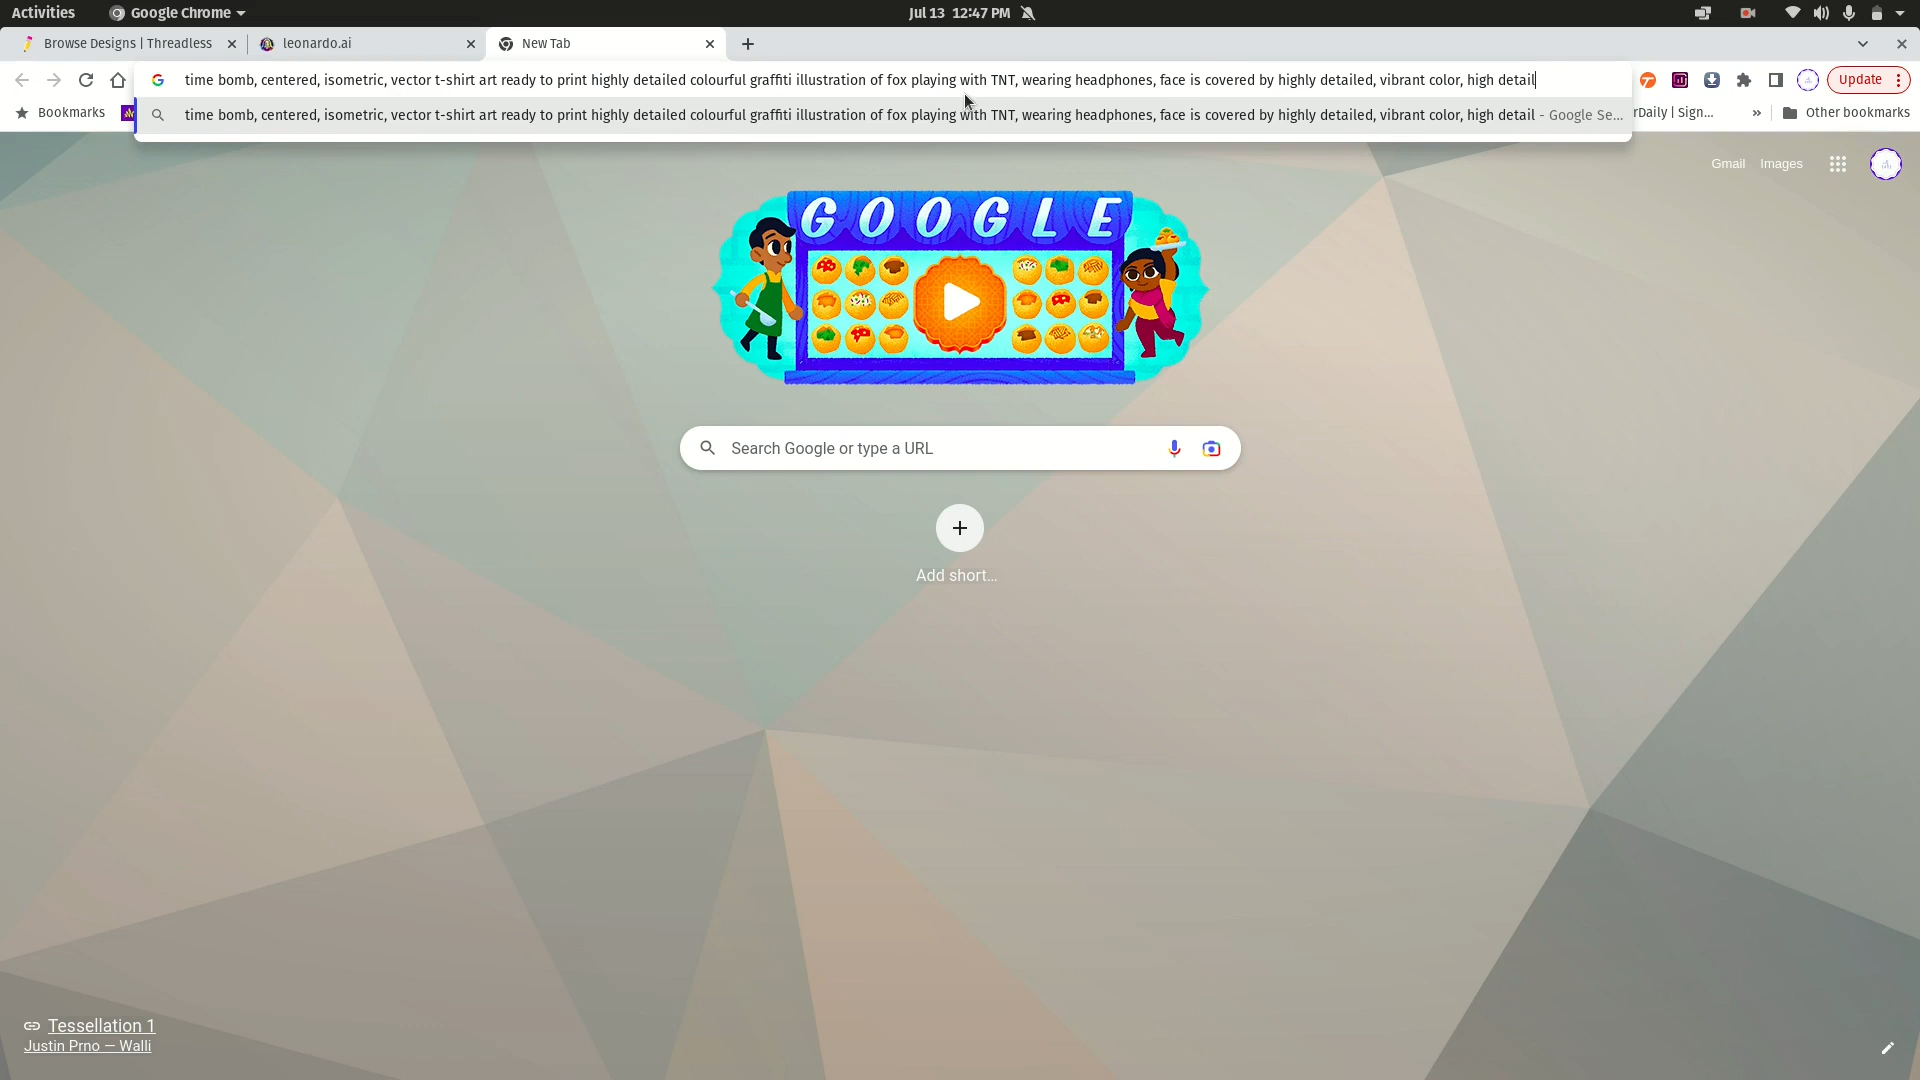 Activities
Google Chrome
Jul 13 12:47 PM
Browse Designs | Threadless
leonardo.ai
New Tab
time bomb, centered, isometric, vector t-shirt art ready to print highly detailed colourful graffiti illustration of fox playing with TNT, wearing headphones, face is covered by highly detailed, vibrant color, high detail
Update
time bomb, centered, isometric, vector t-shirt art ready to print highly detailed colourful graffiti illustration of fox playing with TNT, wearing headphones, face is covered by highly detailed, vibrant color, high detail - Google Se...
Bookmarks
rDaily | Sign...
»
Other bookmarks
Gmail
Images
GOOGLE
Search Google or type a URL
Add short...
Tessellation 1
Justin Prno — Walli